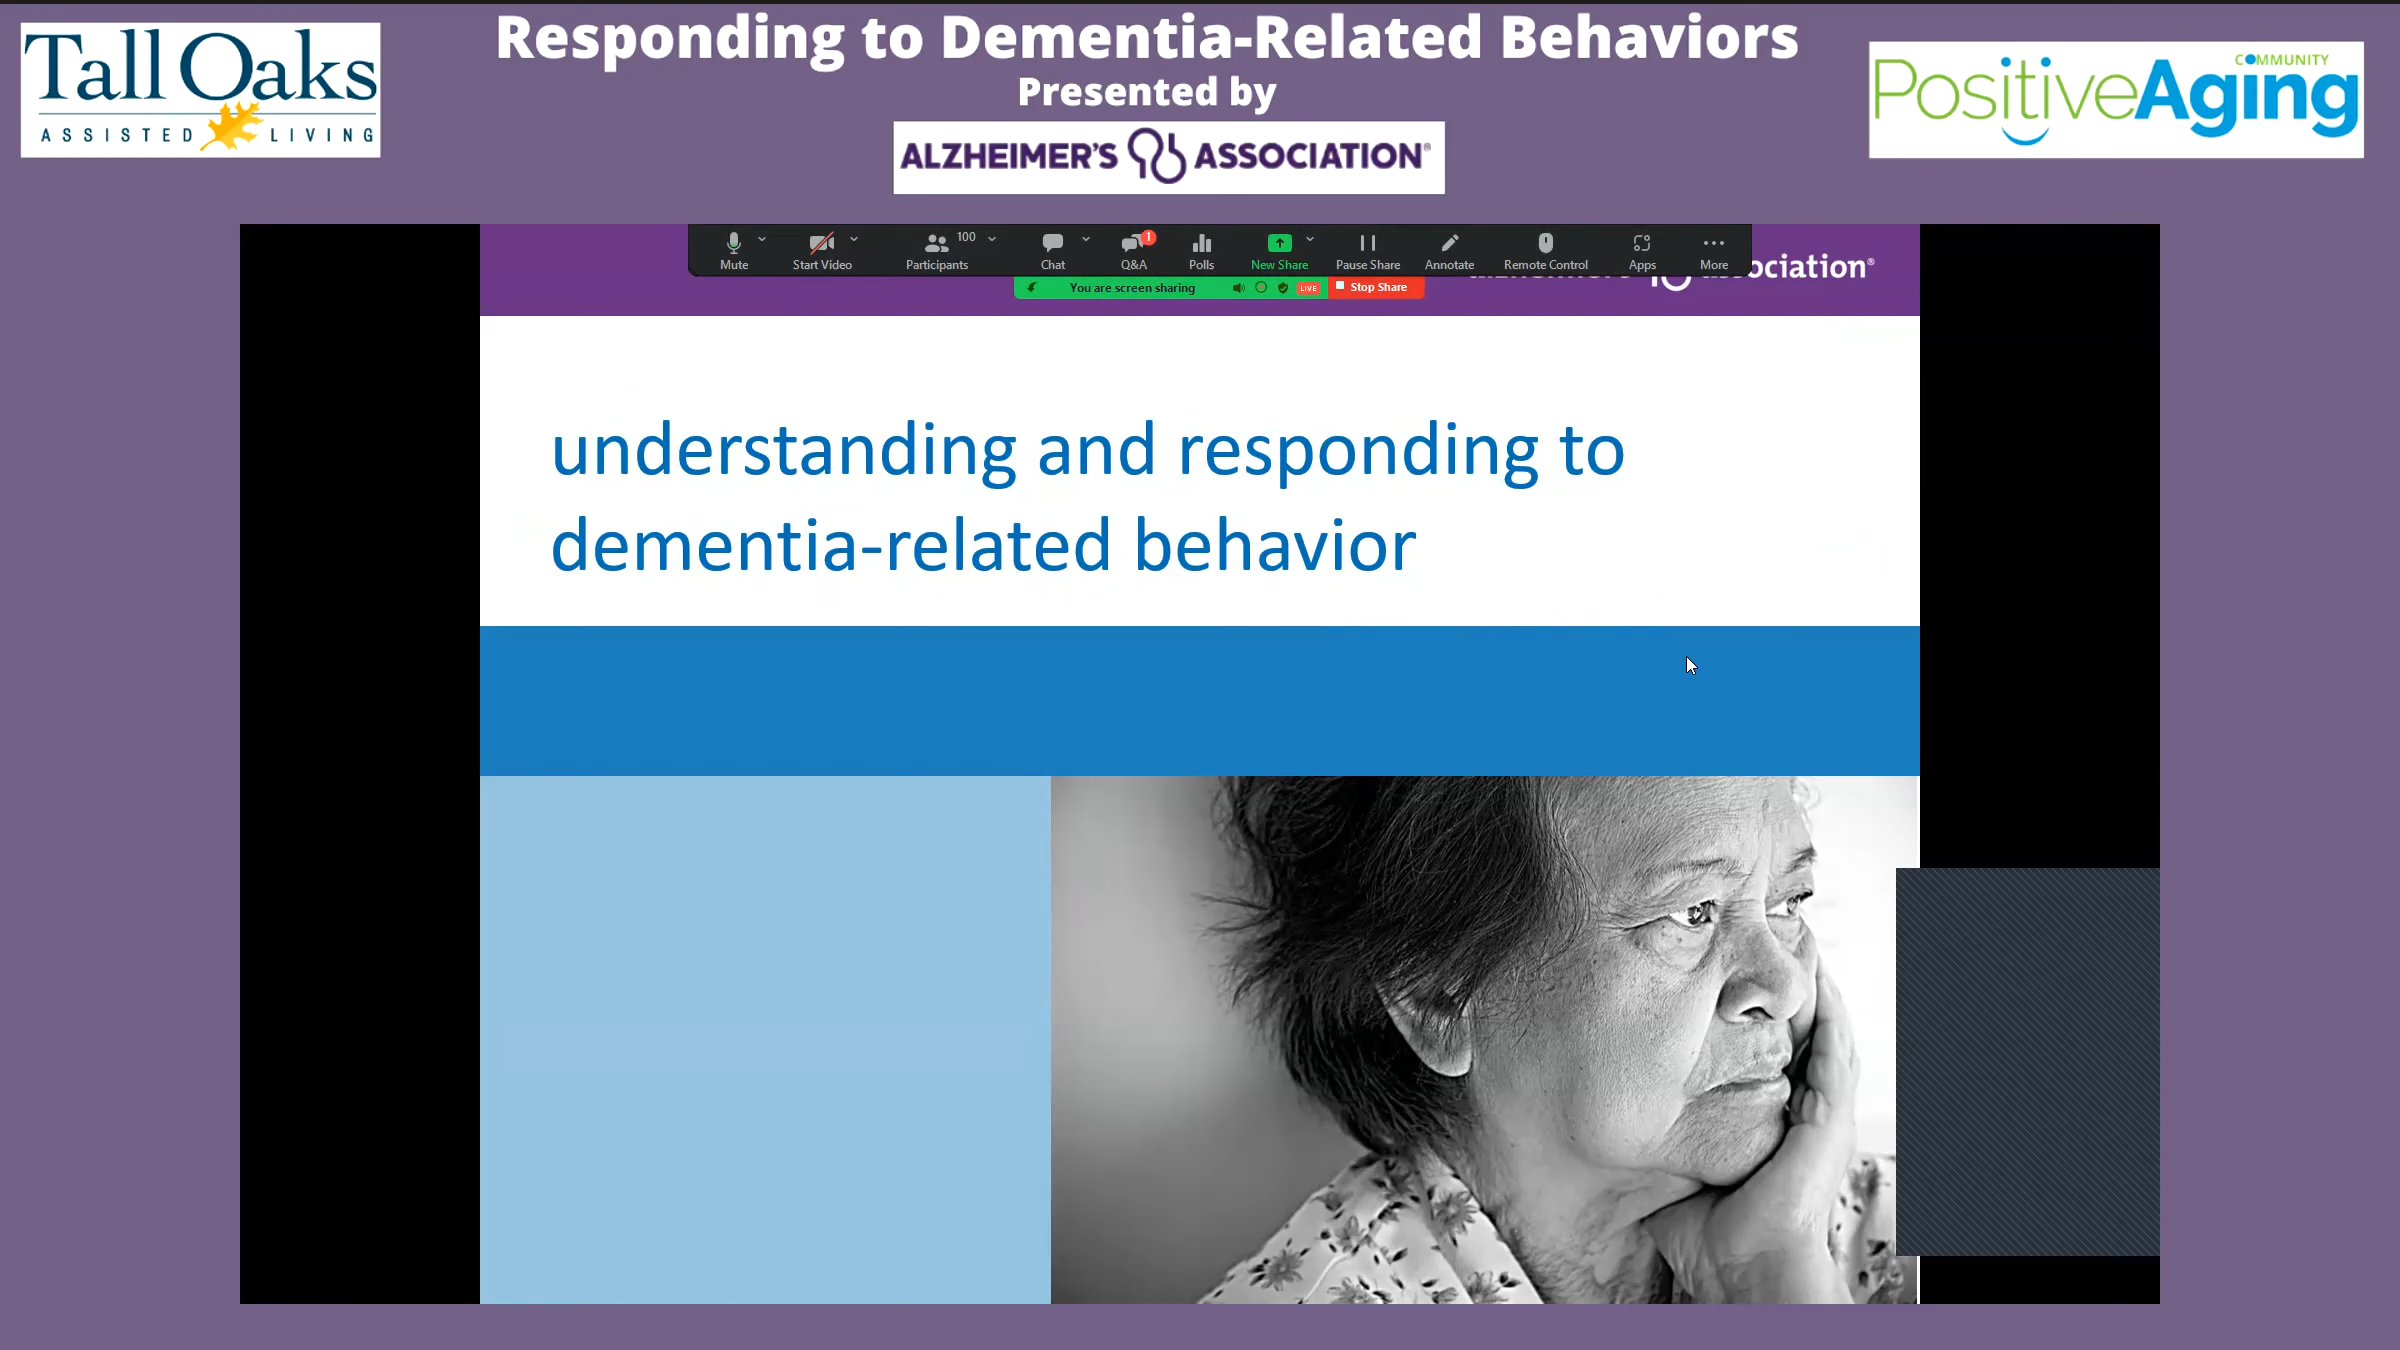 Tall Oaks
ASSISTED LIVING
Responding to Dementia-Related Behaviors
Presented by
ALZHEIMER'S ASSOCIATION®
COMMUNITY
PositiveAging
Mute
Start Video
100
Participants
Chat
1
Q&A
Polls
New Share
Pause Share
Annotate
Remote Control
Apps
More
association®
You are screen sharing
LIVE
Stop Share
understanding and responding to
dementia-related behavior